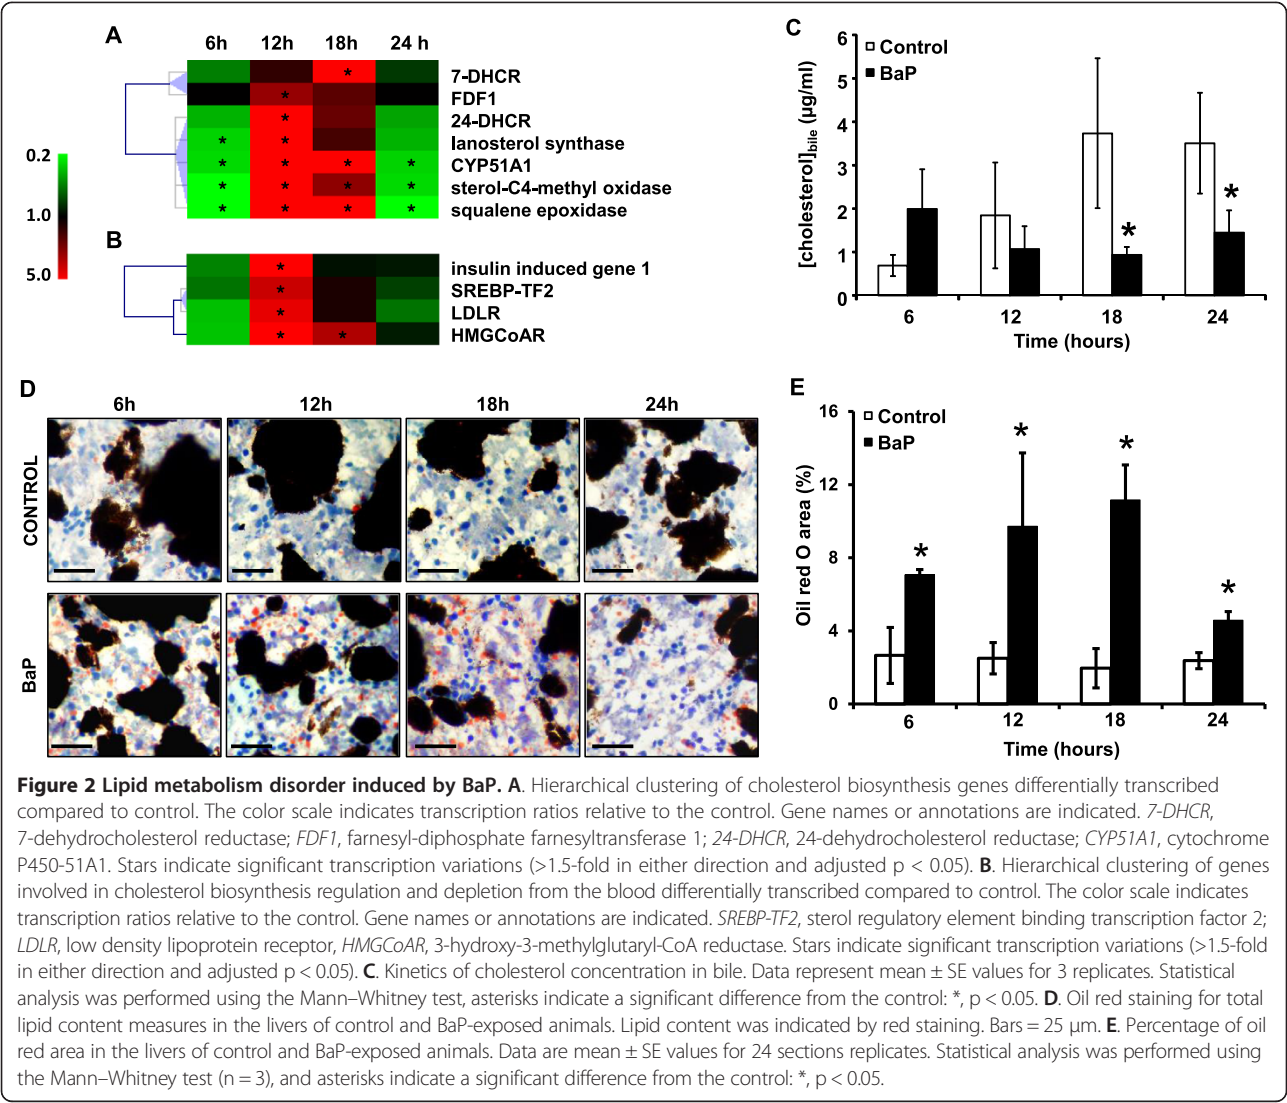 A
6h 12h 18h 24 h
7-DHCR
FDF1
24-DHCR
lanosterol synthase
CYP51A1
sterol-C4-methyl oxidase
squalene epoxidase
* 
*
* 
* *
* * * *
* * * *
* * * *
0.2
1.0
5.0
B
insulin induced gene 1
SREBP-TF2
LDLR
HMGCoAR
*
*
*
* *
C
Control
BaP
[cholesterol]bile (µg/ml)
6
5
4
3
2
1
0
* *
6 12 18 24
Time (hours)
D
6h 12h 18h 24h
CONTROL
BaP
E
Control
BaP
Oil red O area (%)
16
12
8
4
0
* * * *
6 12 18 24
Time (hours)
Figure 2 Lipid metabolism disorder induced by BaP. A. Hierarchical clustering of cholesterol biosynthesis genes differentially transcribed
compared to control. The color scale indicates transcription ratios relative to the control. Gene names or annotations are indicated. 7-DHCR,
7-dehydrocholesterol reductase; FDF1, farnesyl-diphosphate farnesyltransferase 1; 24-DHCR, 24-dehydrocholesterol reductase; CYP51A1, cytochrome
P450-51A1. Stars indicate significant transcription variations (>1.5-fold in either direction and adjusted p < 0.05). B. Hierarchical clustering of genes
involved in cholesterol biosynthesis regulation and depletion from the blood differentially transcribed compared to control. The color scale indicates
transcription ratios relative to the control. Gene names or annotations are indicated. SREBP-TF2, sterol regulatory element binding transcription factor 2;
LDLR, low density lipoprotein receptor, HMGCoAR, 3-hydroxy-3-methylglutaryl-CoA reductase. Stars indicate significant transcription variations (>1.5-fold
in either direction and adjusted p < 0.05). C. Kinetics of cholesterol concentration in bile. Data represent mean ± SE values for 3 replicates. Statistical
analysis was performed using the Mann–Whitney test, asterisks indicate a significant difference from the control: *, p < 0.05. D. Oil red staining for total
lipid content measures in the livers of control and BaP-exposed animals. Lipid content was indicated by red staining. Bars = 25 µm. E. Percentage of oil
red area in the livers of control and BaP-exposed animals. Data are mean ± SE values for 24 sections replicates. Statistical analysis was performed using
the Mann–Whitney test (n = 3), and asterisks indicate a significant difference from the control: *, p < 0.05.